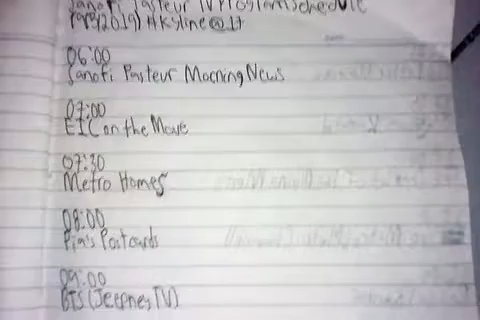 Sanofi Pasteur TV Program Schedule
06:00
Sanofi Pasteur Morning News
07:00
EIC on the Move
07:30
Metro Homes
08:00
Pia's Postcards
09:00
BTS (Jeepney TV)